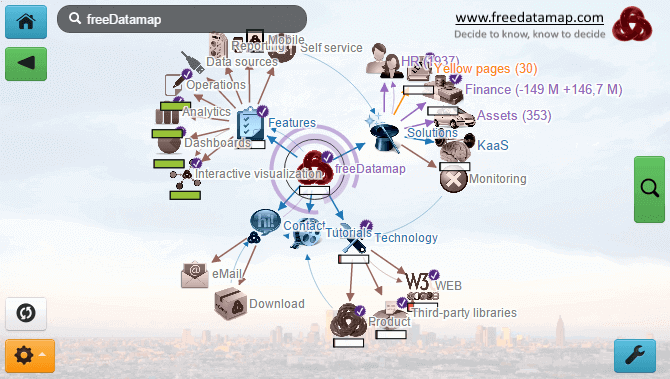 freeDatamap
www.freedatamap.com
Decide to know, know to decide
Mobile
Reporting
Self service
HR (1937)
Data sources
Yellow pages (30)
Operations
Finance (-149 M +146,7 M)
Analytics
Assets (353)
Features
Solutions
Dashboards
KaaS
freeDatamap
Interactive visualization
Monitoring
Contact
Tutorials
Technology
eMail
WEB
W3
Download
Third-party libraries
Product